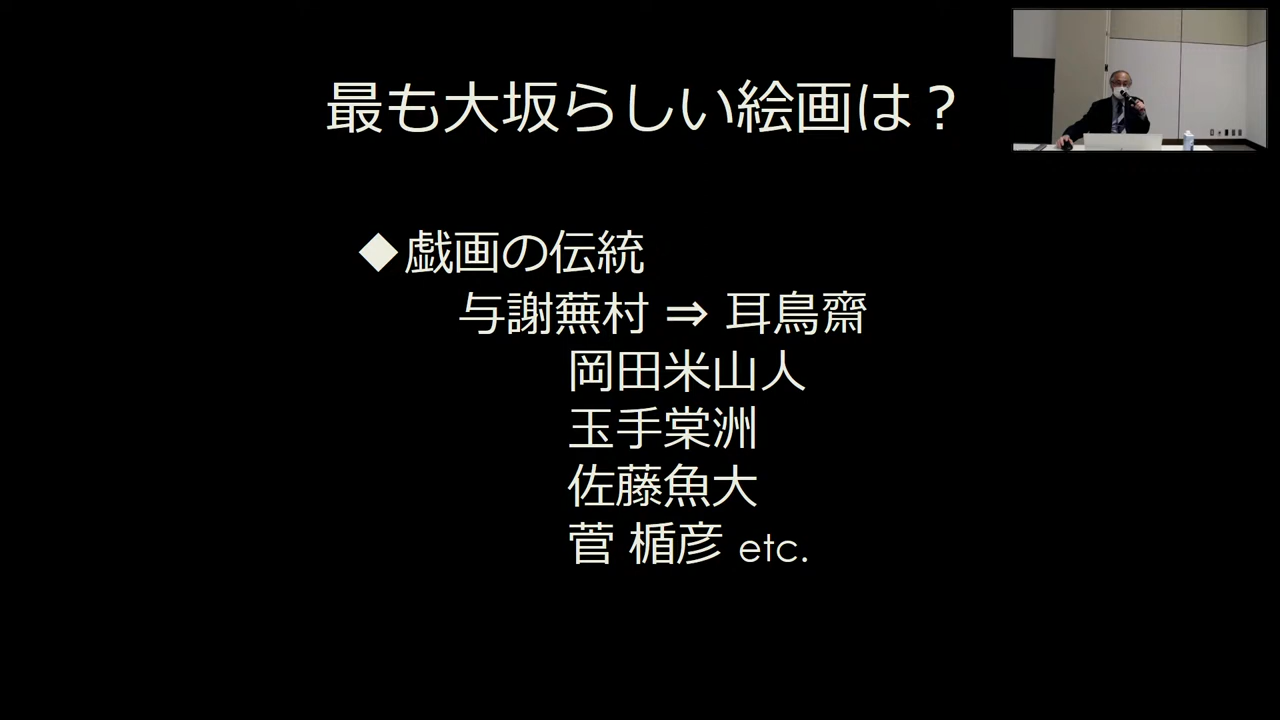 最も大坂らしい絵画は？
◆戯画の伝統
与謝蕪村 ⇒ 耳鳥齋
岡田米山人
玉手棠洲
佐藤魚大
菅 楯彦 etc.